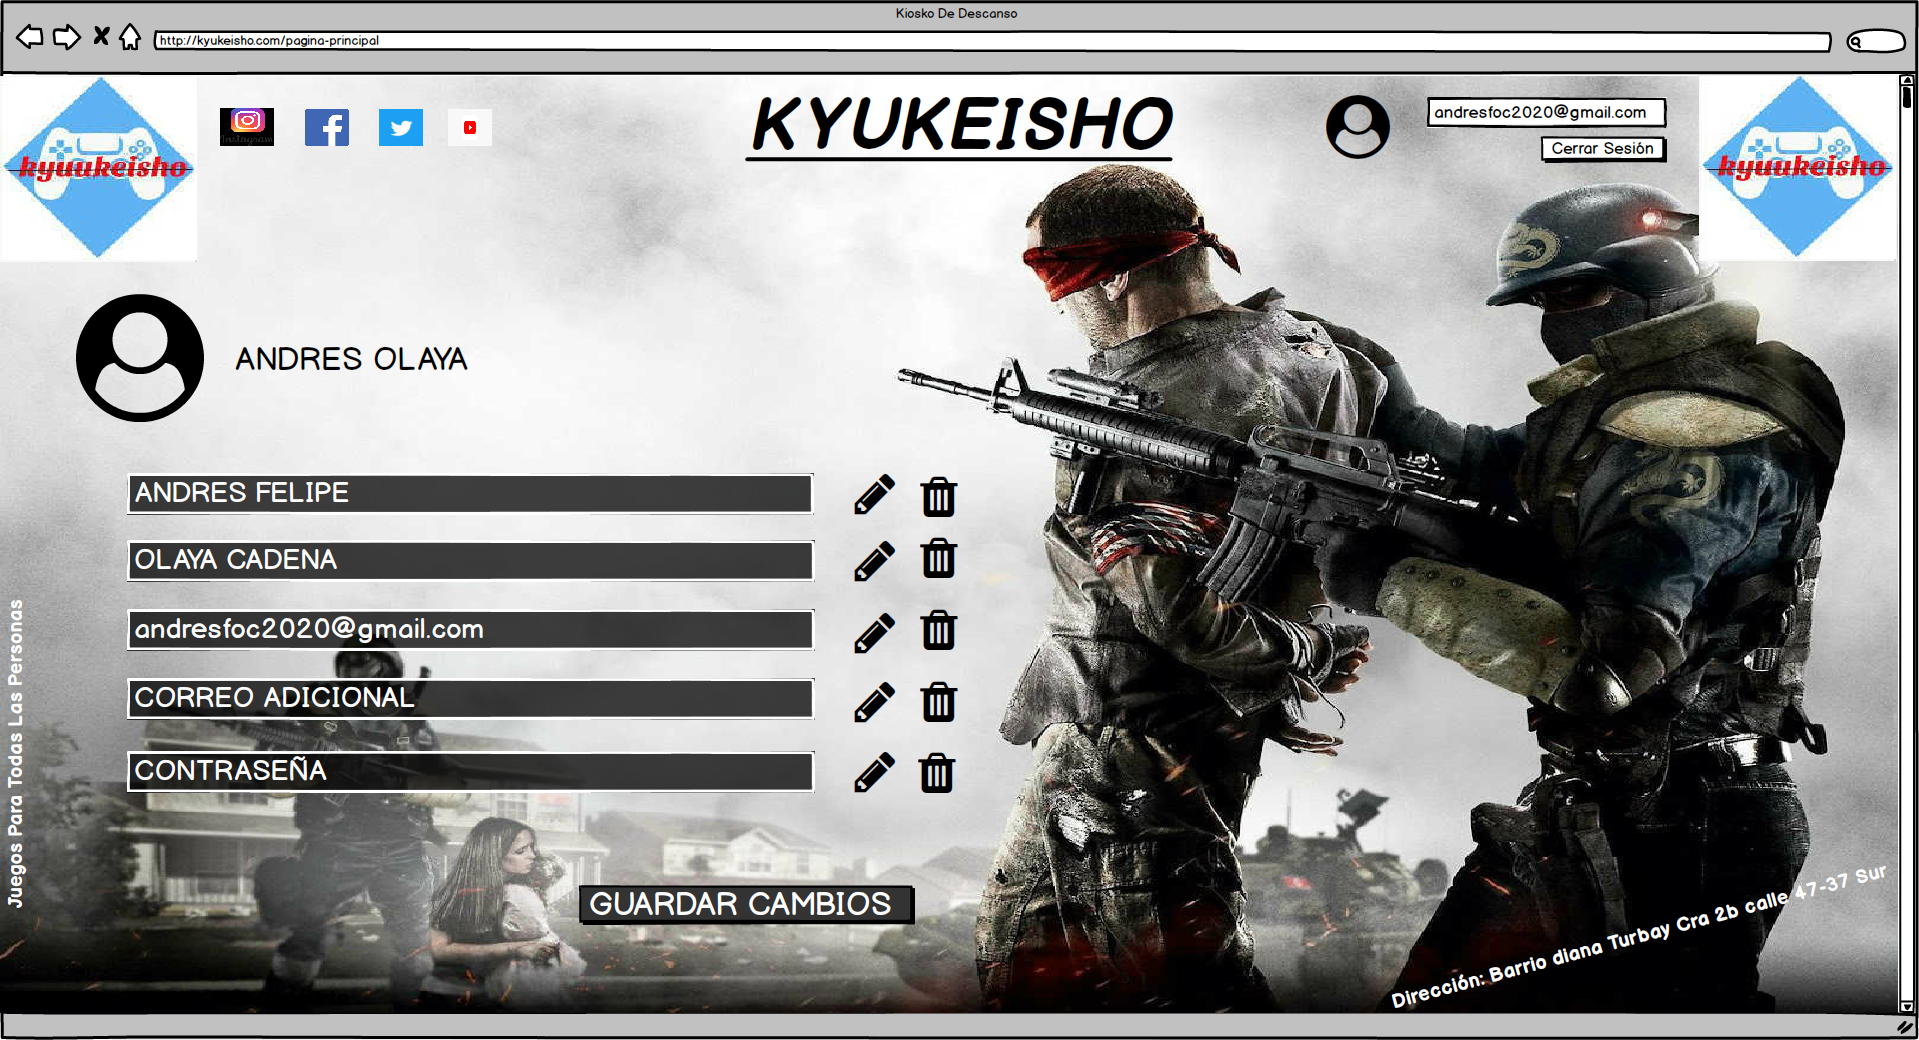 Kiosko De Descanso
http://kyukeisho.com/pagina-principal
kyuukeisho
Instagram
KYUKEISHO
andresfoc2020@gmail.com
Cerrar Sesión
kyuukeisho
ANDRES OLAYA
ANDRES FELIPE
OLAYA CADENA
andresfoc2020@gmail.com
CORREO ADICIONAL
CONTRASEÑA
GUARDAR CAMBIOS
Juegos Para Todas Las Personas
Dirección: Barrio diana Turbay Cra 2b calle 47-37 Sur